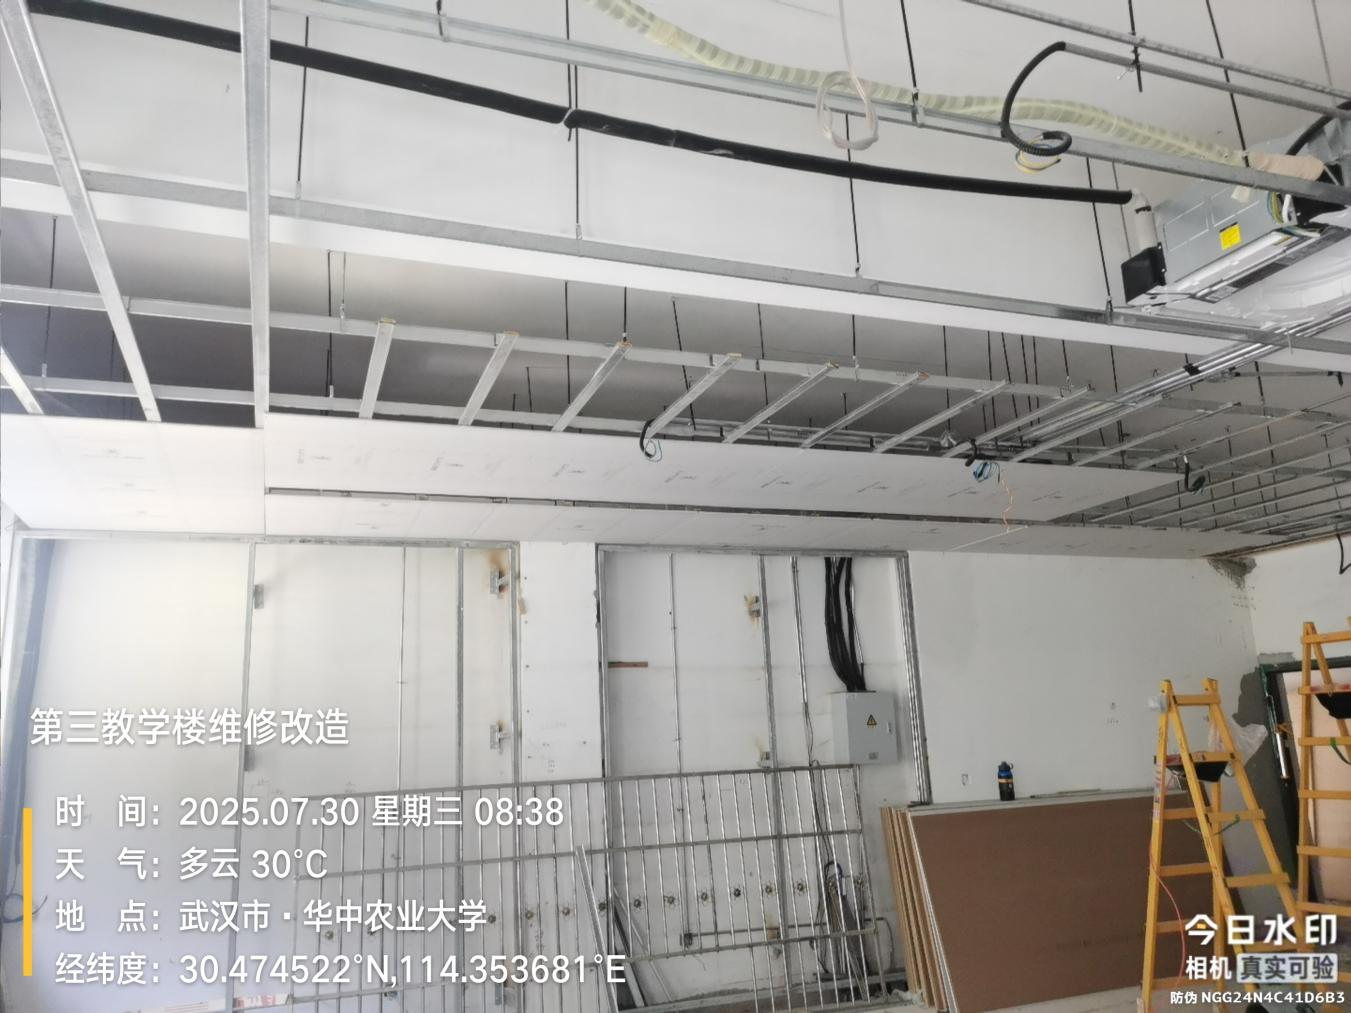 第三教学楼维修改造
时 间：2025.07.30 星期三 08:38
天 气：多云 30°C
地 点：武汉市·华中农业大学
经纬度：30.474522°N,114.353681°E
今日水印
相机 真实可验
防伪 NGG24N4C41D6B3